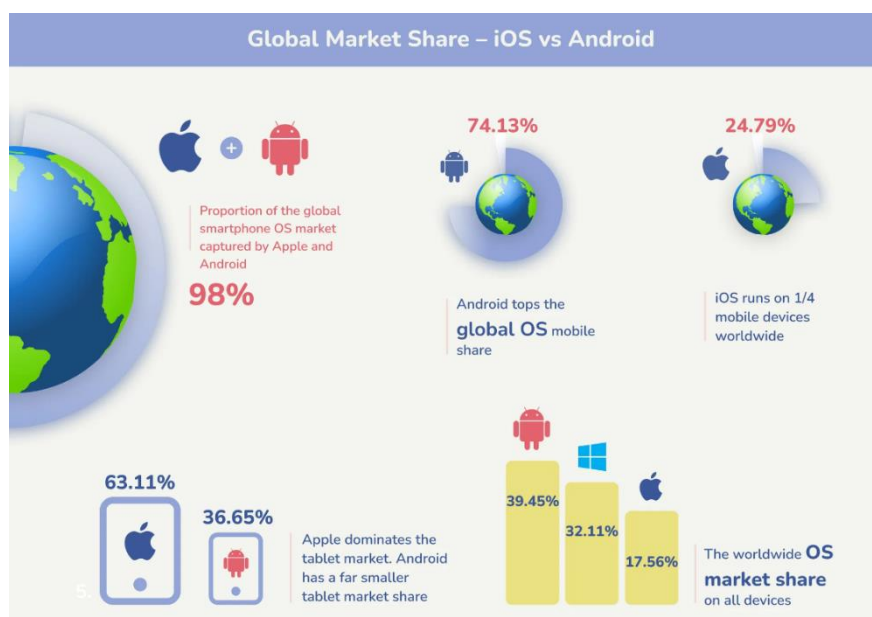 Global Market Share – iOS vs Android
+
Proportion of the global
smartphone OS market
captured by Apple and
Android
98%
74.13%
Android tops the
global OS mobile
share
24.79%
iOS runs on 1/4
mobile devices
worldwide
63.11%
36.65%
Apple dominates the
tablet market. Android
has a far smaller
tablet market share
5.
39.45%
32.11%
17.56%
The worldwide OS
market share
on all devices